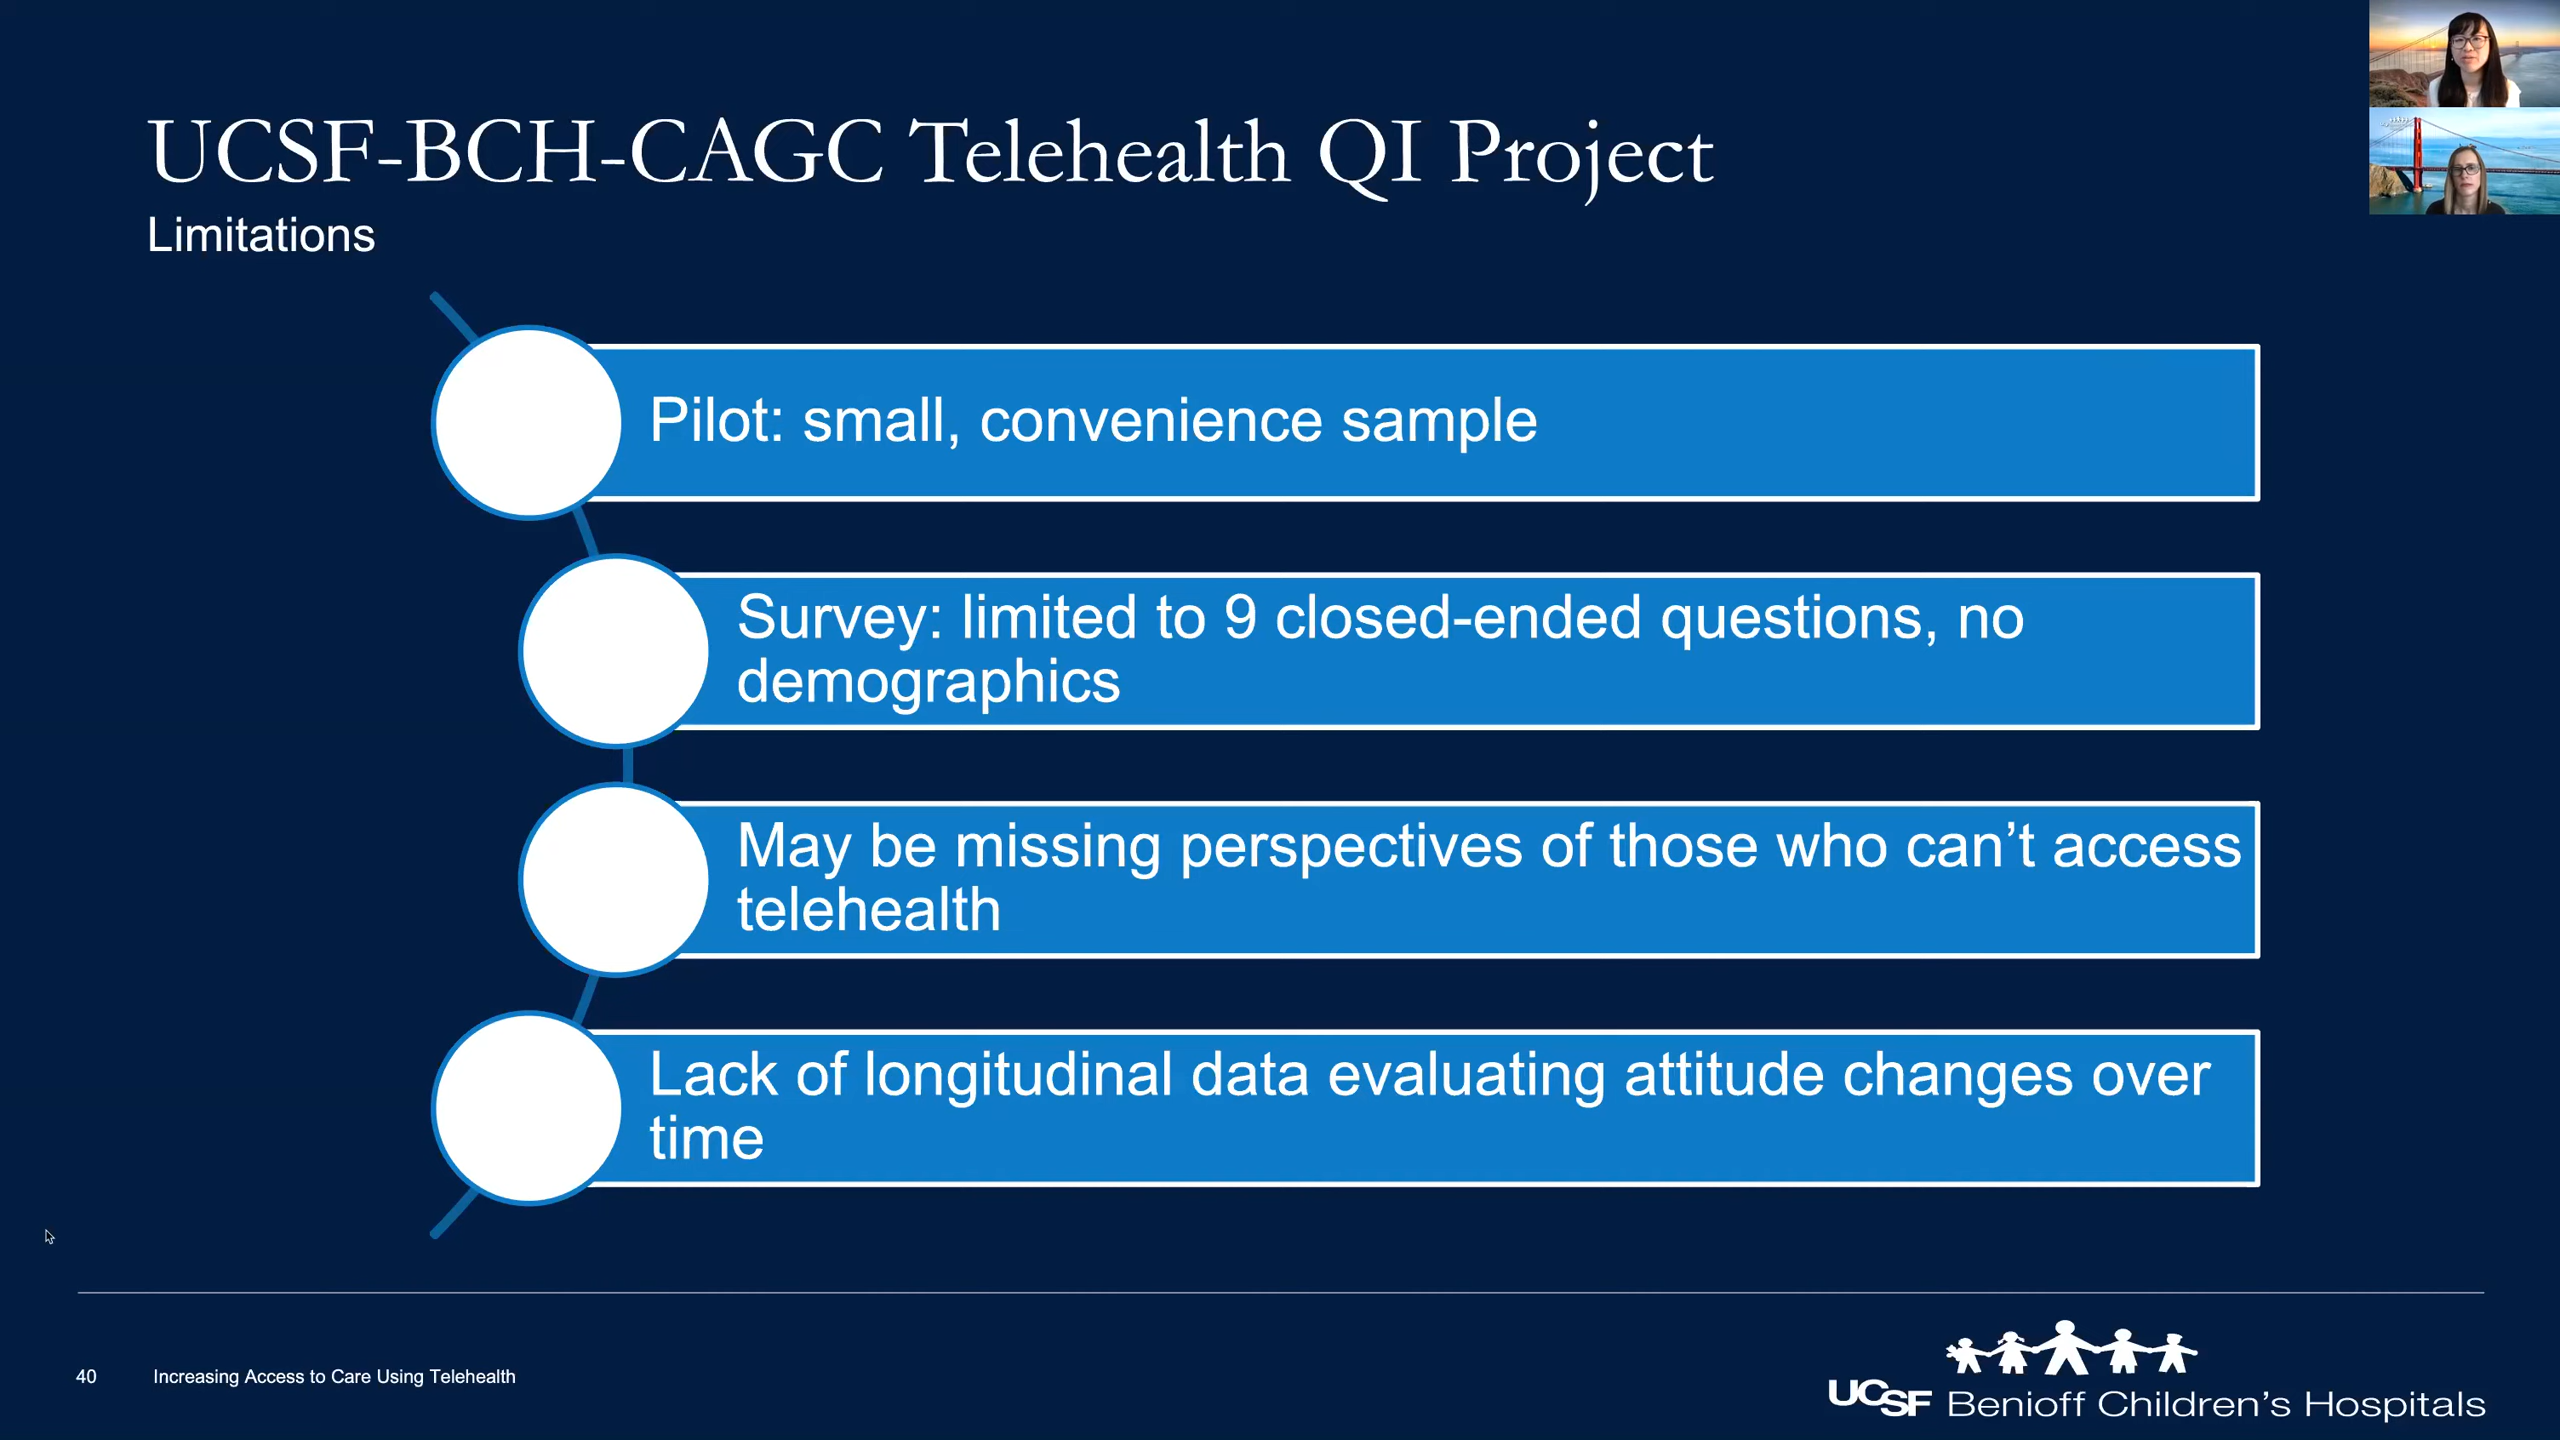 UCSF-BCH-CAGC Telehealth QI Project
Limitations
Pilot: small, convenience sample
Survey: limited to 9 closed-ended questions, no
demographics
May be missing perspectives of those who can’t access
telehealth
Lack of longitudinal data evaluating attitude changes over
time
40 Increasing Access to Care Using Telehealth
UCSF Benioff Children’s Hospitals